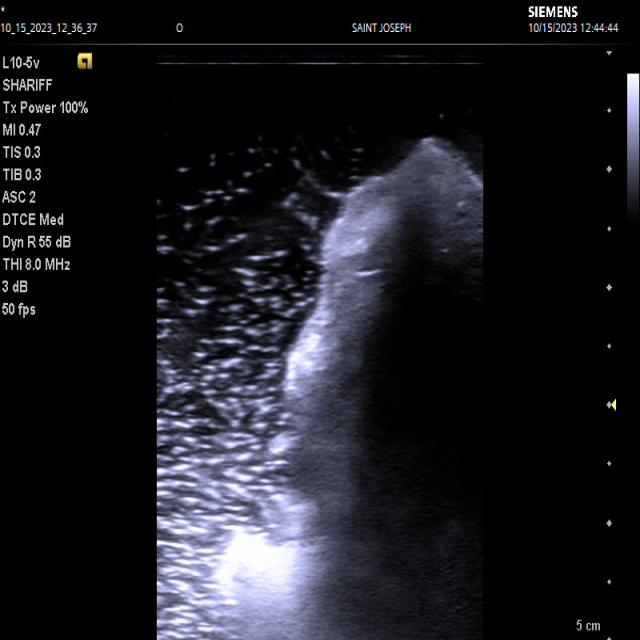 *
SIEMENS
10_15_2023_12_36_37 O SAINT JOSEPH 10/15/2023 12:44:44
L10-5v
SHARIFF
Tx Power 100%
MI 0.47
TIS 0.3
TIB 0.3
ASC 2
DTCE Med
Dyn R 55 dB
THI 8.0 MHz
3 dB
50 fps
5 cm